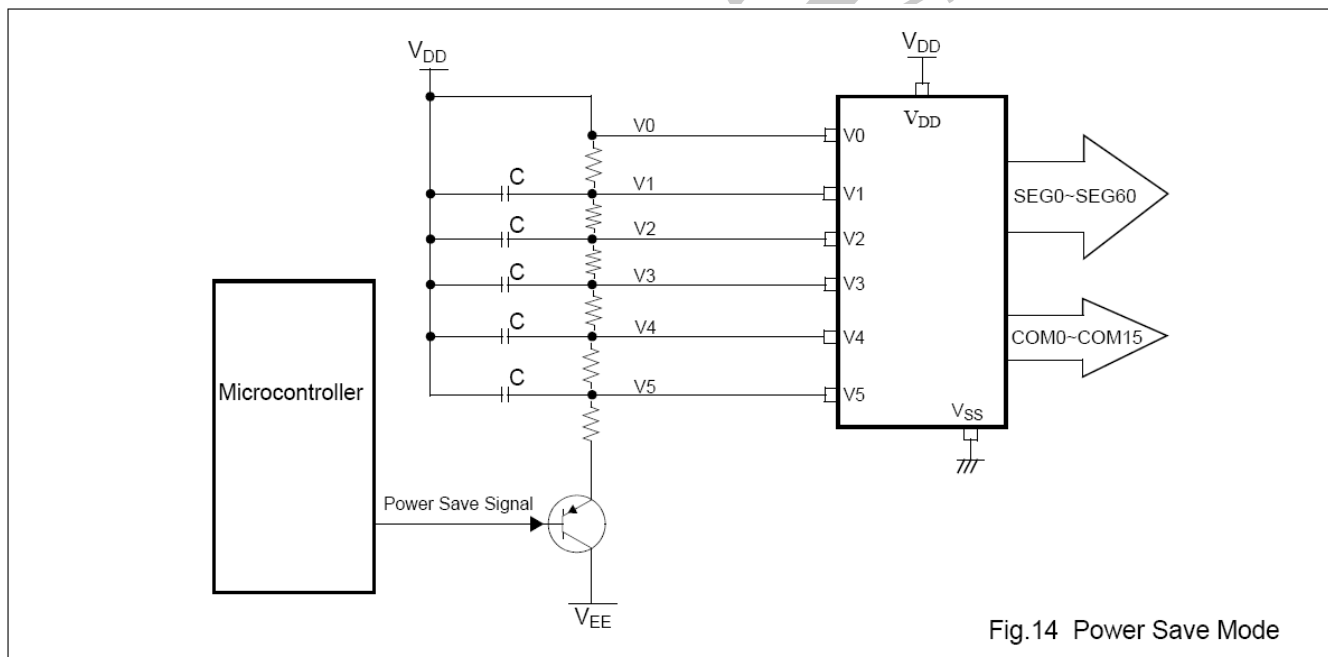 VDD
VDD
VDD
V0
V0
C
V1
V1
SEG0~SEG60
C
V2
V2
C
V3
V3
C
V4
V4
COM0~COM15
C
V5
V5
Microcontroller
VSS
Power Save Signal
VEE
Fig.14 Power Save Mode